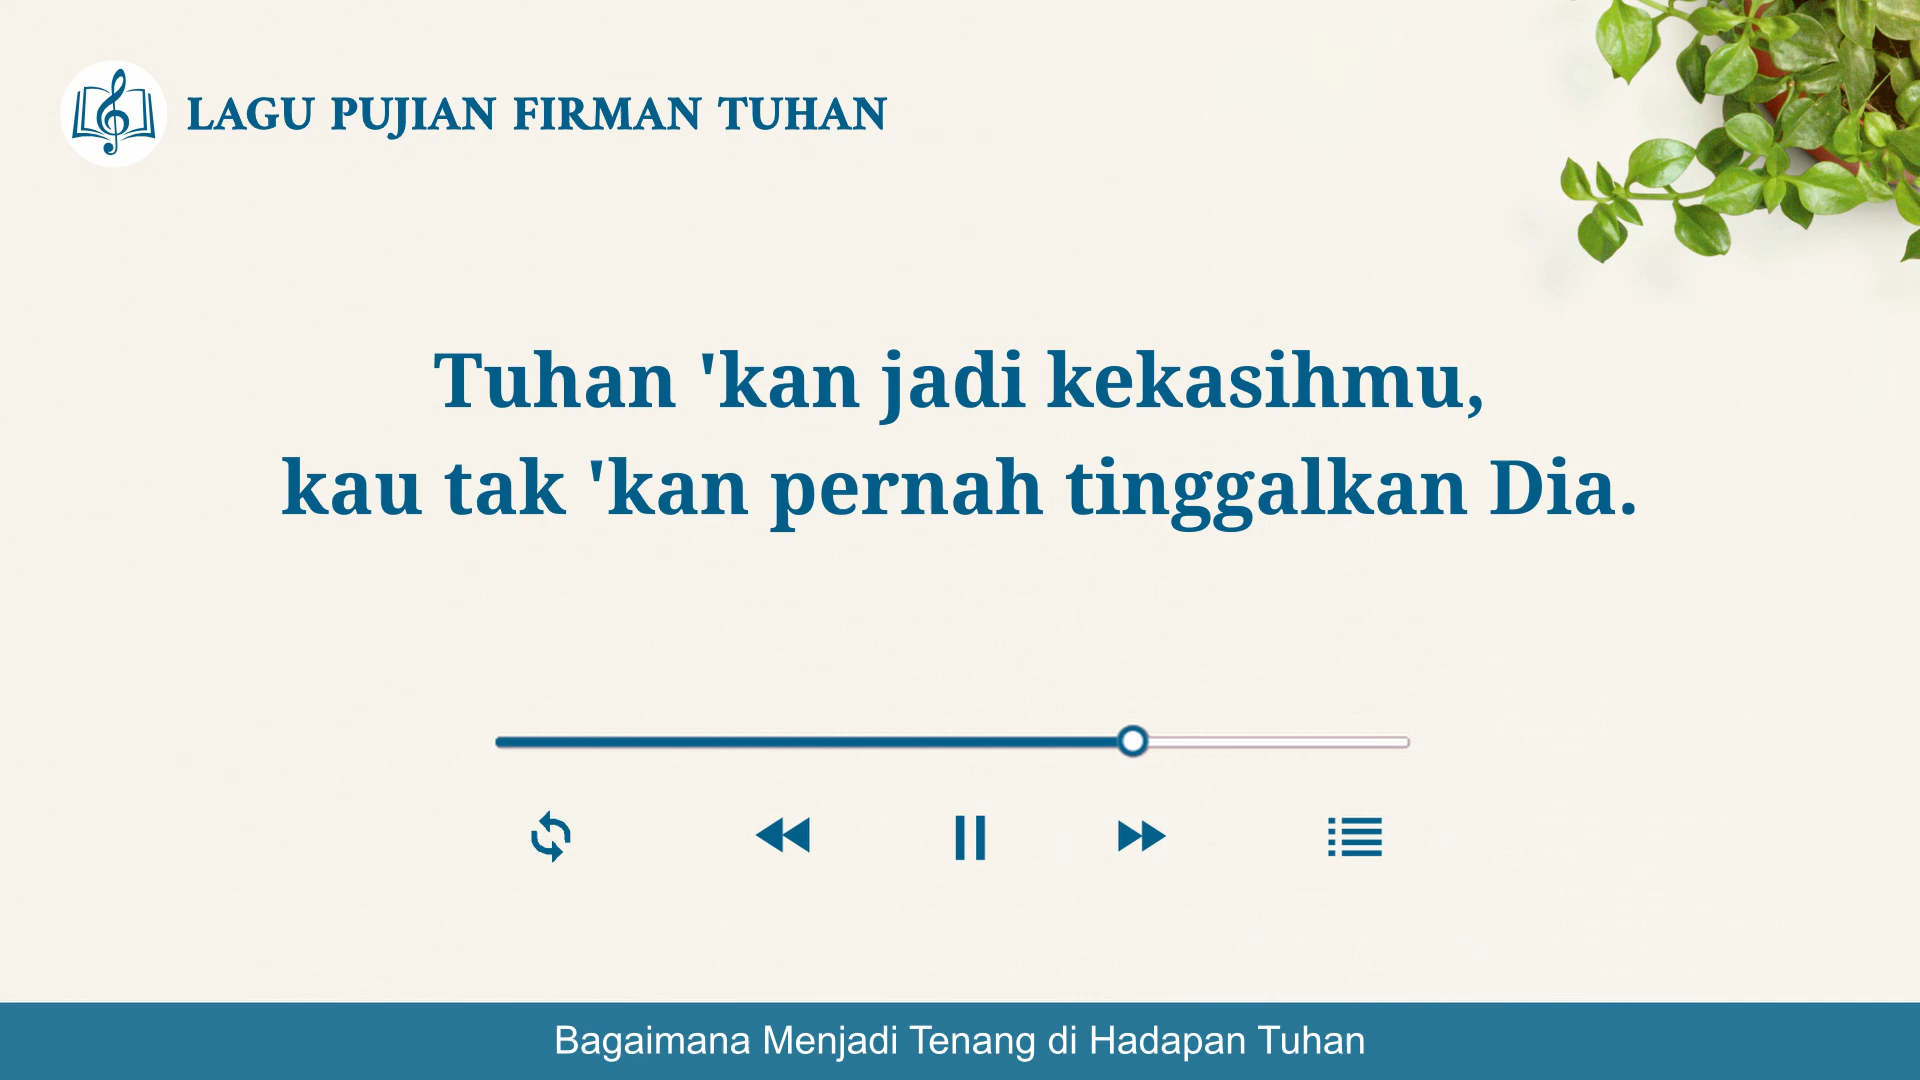 LAGU PUJIAN FIRMAN TUHAN
Tuhan 'kan jadi kekasihmu,
kau tak 'kan pernah tinggalkan Dia.
Bagaimana Menjadi Tenang di Hadapan Tuhan